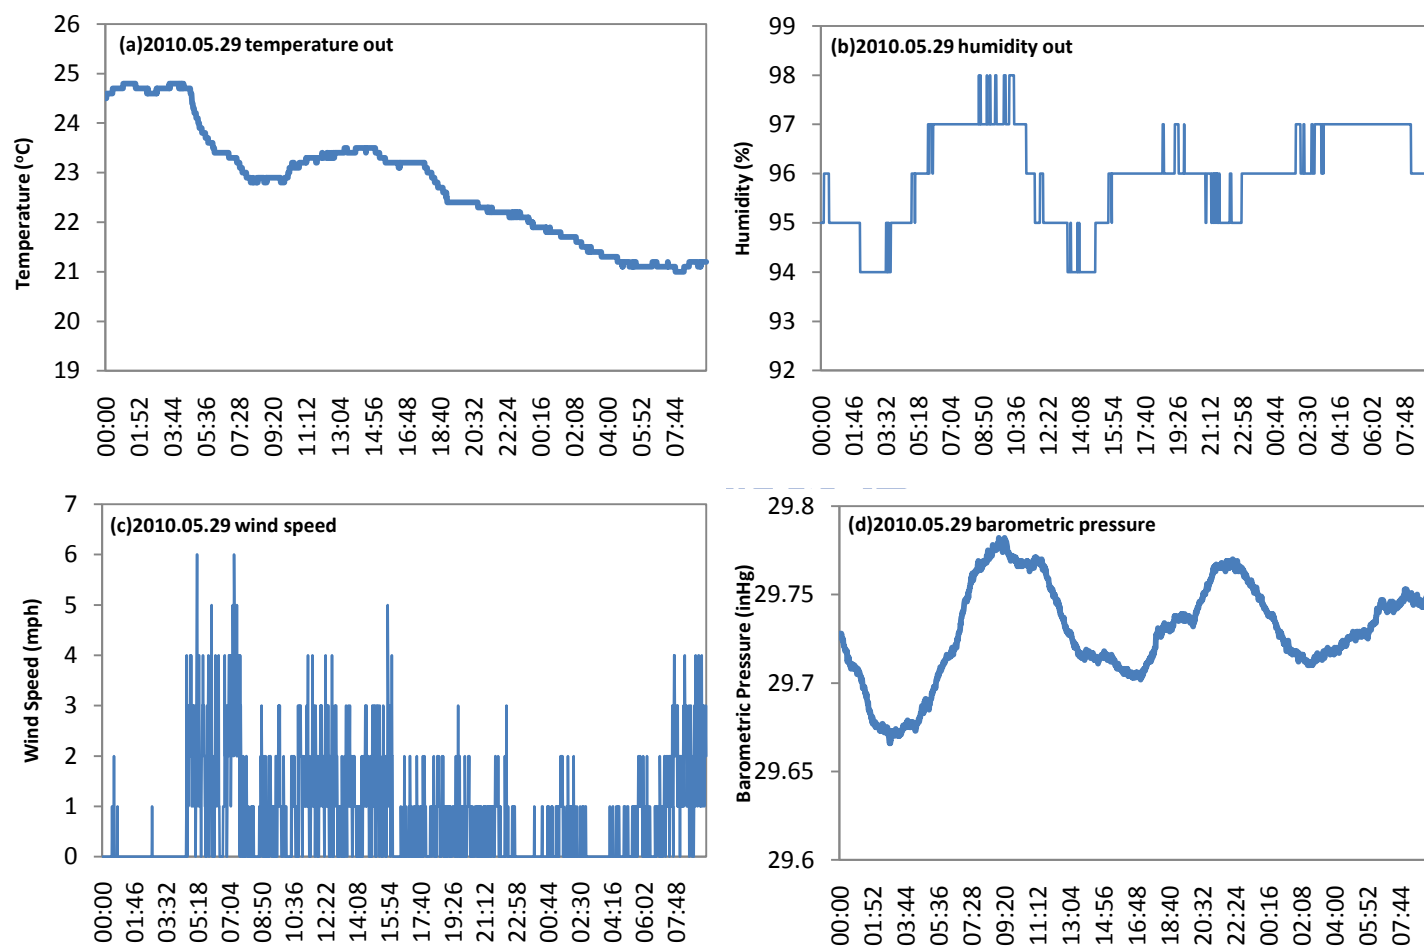 (a)2010.05.29 temperature out
Temperature (°C)
26
25
24
23
22
21
20
19
00:00 01:52 03:44 05:36 07:28 09:20 11:12 13:04 14:56 16:48 18:40 20:32 22:24 00:16 02:08 04:00 05:52 07:44
(b)2010.05.29 humidity out
Humidity (%)
99
98
97
96
95
94
93
92
00:00 01:46 03:32 05:18 07:04 08:50 10:36 12:22 14:08 15:54 17:40 19:26 21:12 22:58 00:44 02:30 04:16 06:02 07:48
(c)2010.05.29 wind speed
Wind Speed (mph)
7
6
5
4
3
2
1
0
00:00 01:46 03:32 05:18 07:04 08:50 10:36 12:22 14:08 15:54 17:40 19:26 21:12 22:58 00:44 02:30 04:16 06:02 07:48
(d)2010.05.29 barometric pressure
Barometric Pressure (inHg)
29.8
29.75
29.7
29.65
29.6
00:00 01:52 03:44 05:36 07:28 09:20 11:12 13:04 14:56 16:48 18:40 20:32 22:24 00:16 02:08 04:00 05:52 07:44